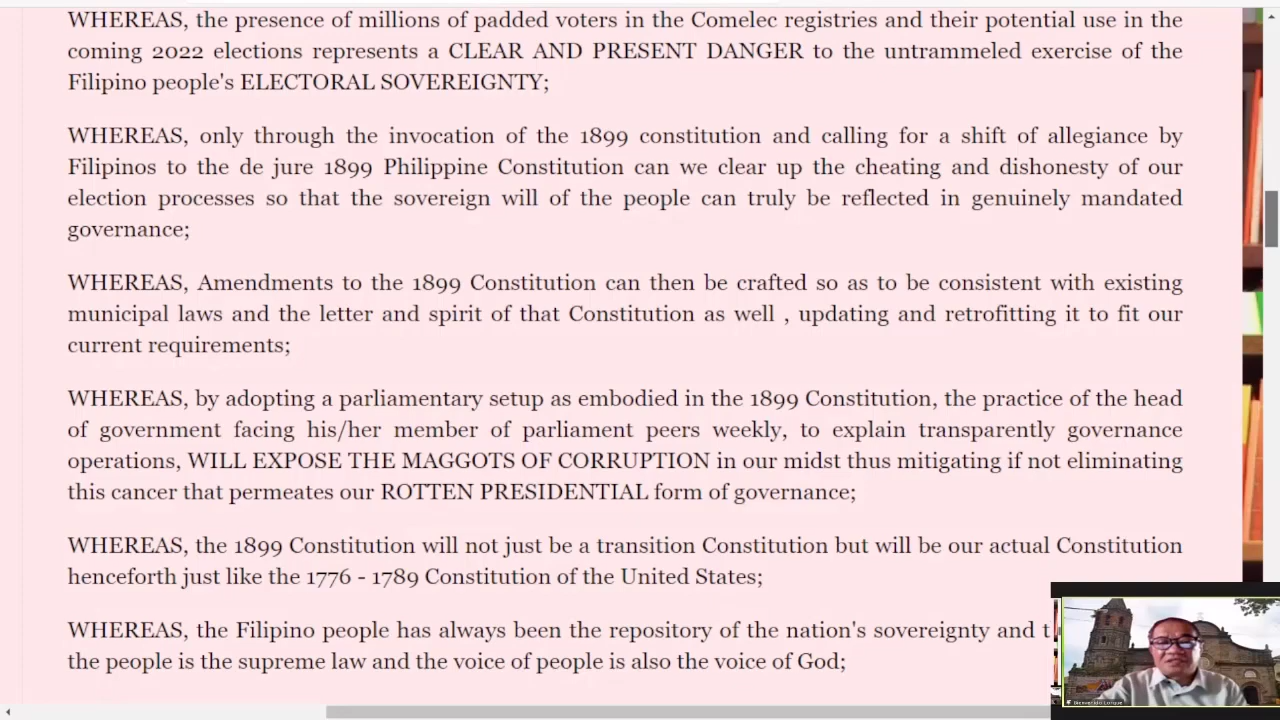 WHEREAS, the presence of millions of padded voters in the Comelec registries and their potential use in the
coming 2022 elections represents a CLEAR AND PRESENT DANGER to the untrammeled exercise of the
Filipino people's ELECTORAL SOVEREIGNTY;
WHEREAS, only through the invocation of the 1899 constitution and calling for a shift of allegiance by
Filipinos to the de jure 1899 Philippine Constitution can we clear up the cheating and dishonesty of our
election processes so that the sovereign will of the people can truly be reflected in genuinely mandated
governance;
WHEREAS, Amendments to the 1899 Constitution can then be crafted so as to be consistent with existing
municipal laws and the letter and spirit of that Constitution as well , updating and retrofitting it to fit our
current requirements;
WHEREAS, by adopting a parliamentary setup as embodied in the 1899 Constitution, the practice of the head
of government facing his/her member of parliament peers weekly, to explain transparently governance
operations, WILL EXPOSE THE MAGGOTS OF CORRUPTION in our midst thus mitigating if not eliminating
this cancer that permeates our ROTTEN PRESIDENTIAL form of governance;
WHEREAS, the 1899 Constitution will not just be a transition Constitution but will be our actual Constitution
henceforth just like the 1776 - 1789 Constitution of the United States;
WHEREAS, the Filipino people has always been the repository of the nation's sovereignty and
the people is the supreme law and the voice of people is also the voice of God;